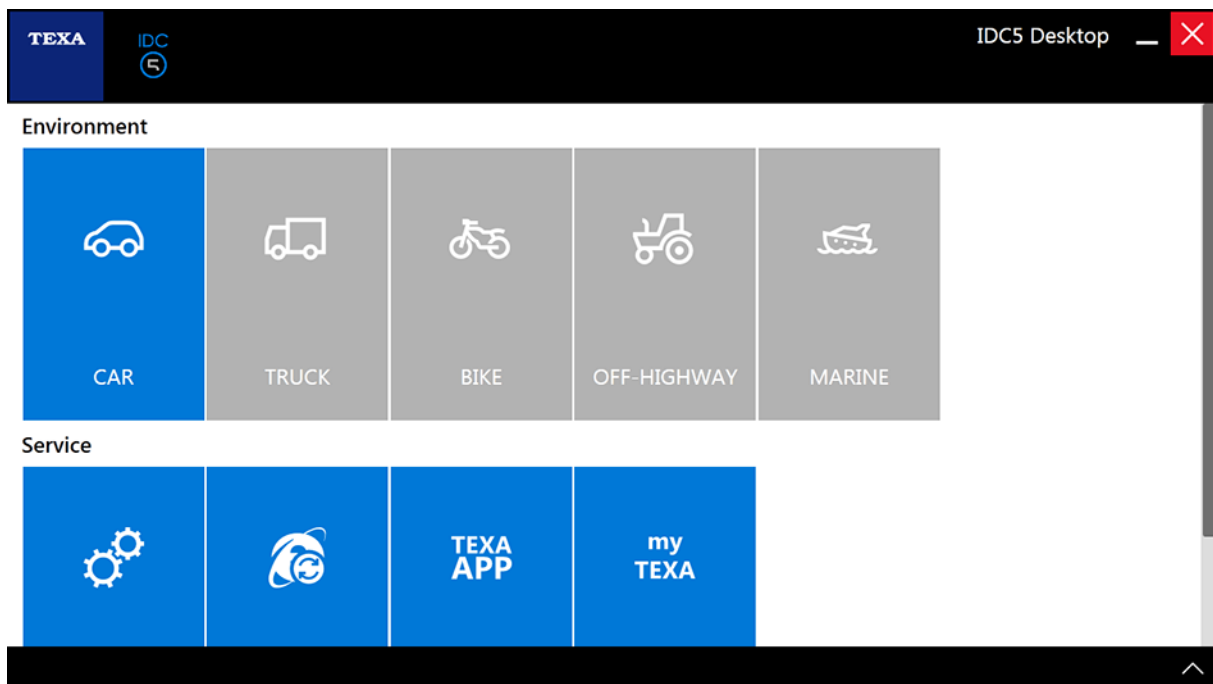 TEXA
IDC
5
IDC5 Desktop
Environment
CAR
TRUCK
BIKE
OFF-HIGHWAY
MARINE
Service
TEXA
APP
my
TEXA